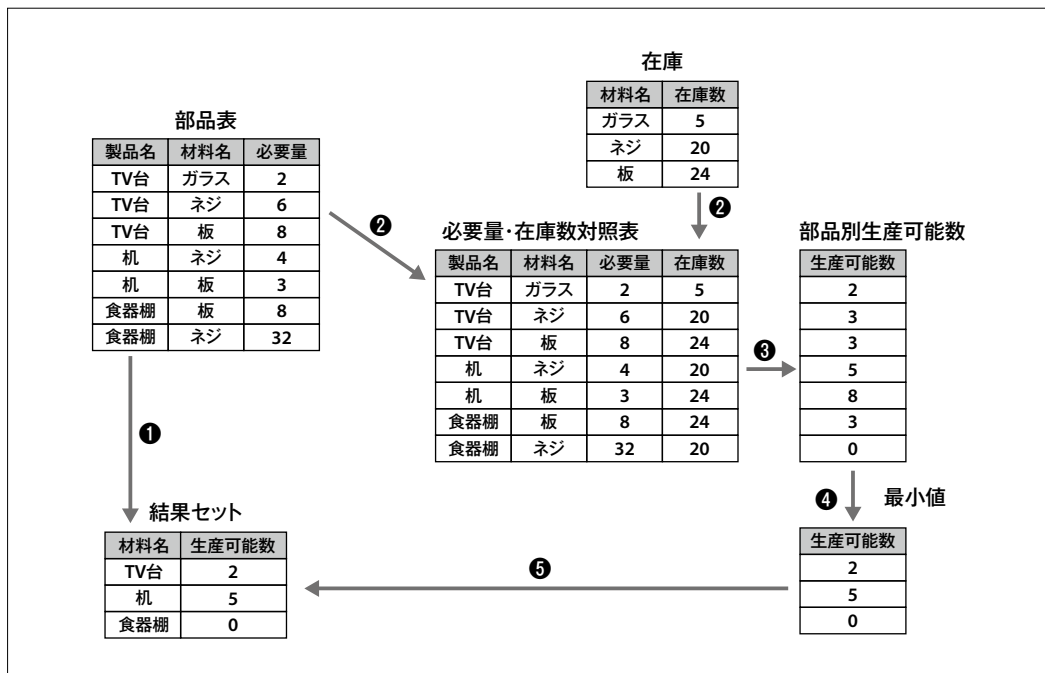 在庫
材料名 在庫数
ガラス 5
ネジ 20
板 24
部品表
製品名 材料名 必要量
TV台 ガラス 2
TV台 ネジ 6
TV台 板 8
机 ネジ 4
机 板 3
食器棚 板 8
食器棚 ネジ 32
❷
❷
必要量・在庫数対照表
製品名 材料名 必要量 在庫数
TV台 ガラス 2 5
TV台 ネジ 6 20
TV台 板 8 24
机 ネジ 4 20
机 板 3 24
食器棚 板 8 24
食器棚 ネジ 32 20
❸
部品別生産可能数
生産可能数
2
3
3
5
8
3
0
❶
❹ 最小値
生産可能数
2
5
0
❺
結果セット
材料名 生産可能数
TV台 2
机 5
食器棚 0